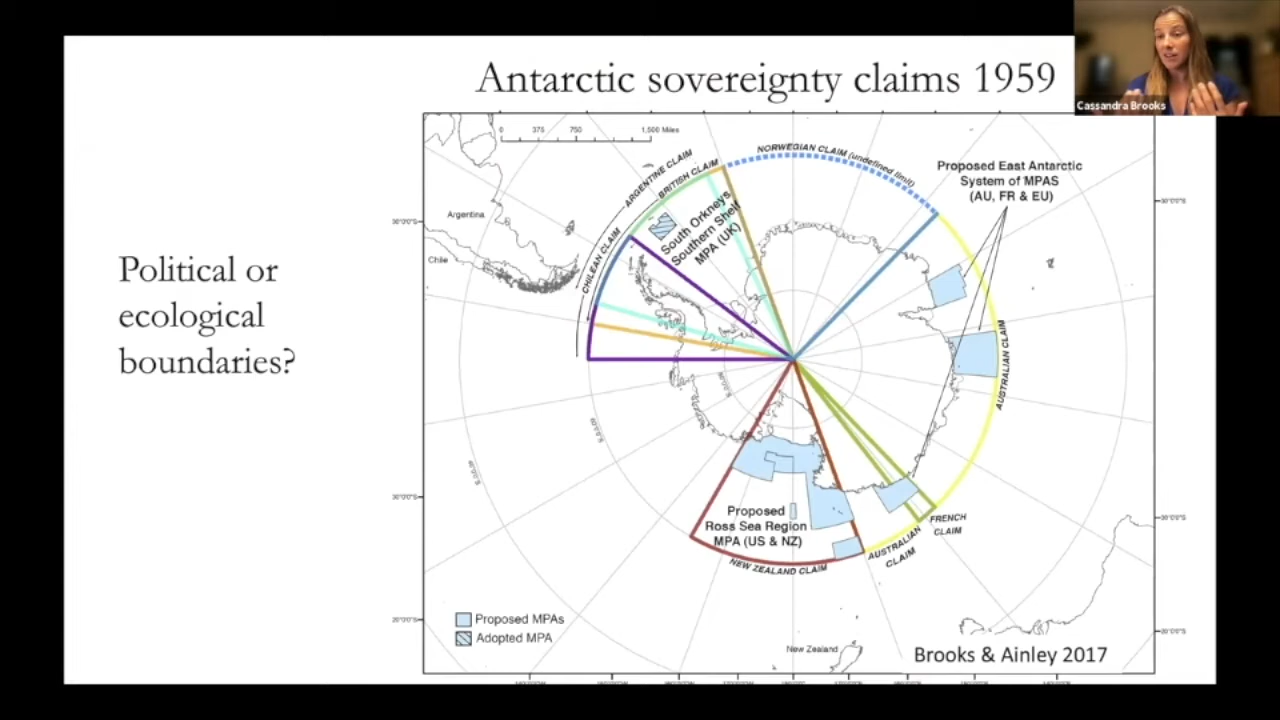 Antarctic sovereignty claims 1959
Cassandra Brooks
Political or
ecological
boundaries?
0 375 750 1,500 Miles
ARGENTINE CLAIM
BRITISH CLAIM
CHILEAN CLAIM
NORWEGIAN CLAIM (undefined limit)
Proposed East Antarctic
System of MPAS
(AU, FR & EU)
South Orkneys
Southern Shelf
MPA (UK)
Argentina
Chile
AUSTRALIAN CLAIM
Proposed
Ross Sea Region
MPA (US & NZ)
NEW ZEALAND CLAIM
AUSTRALIAN
CLAIM
FRENCH
CLAIM
Proposed MPAs
Adopted MPA
New Zealand
Brooks & Ainley 2017